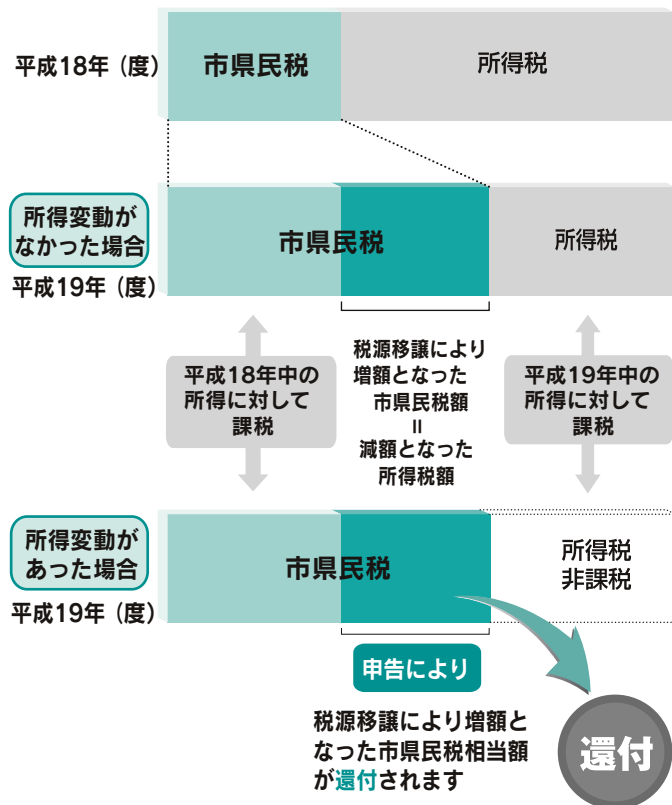 平成18年（度）
市県民税
所得税
所得変動が
なかった場合
平成19年（度）
市県民税
所得税
平成18年中の
所得に対して
課税
税源移譲により
増額となった
市県民税額
＝
減額となった
所得税額
平成19年中の
所得に対して
課税
所得変動が
あった場合
平成19年（度）
市県民税
所得税
非課税
申告により
税源移譲により増額と
なった市県民税相当額
が還付されます
還付